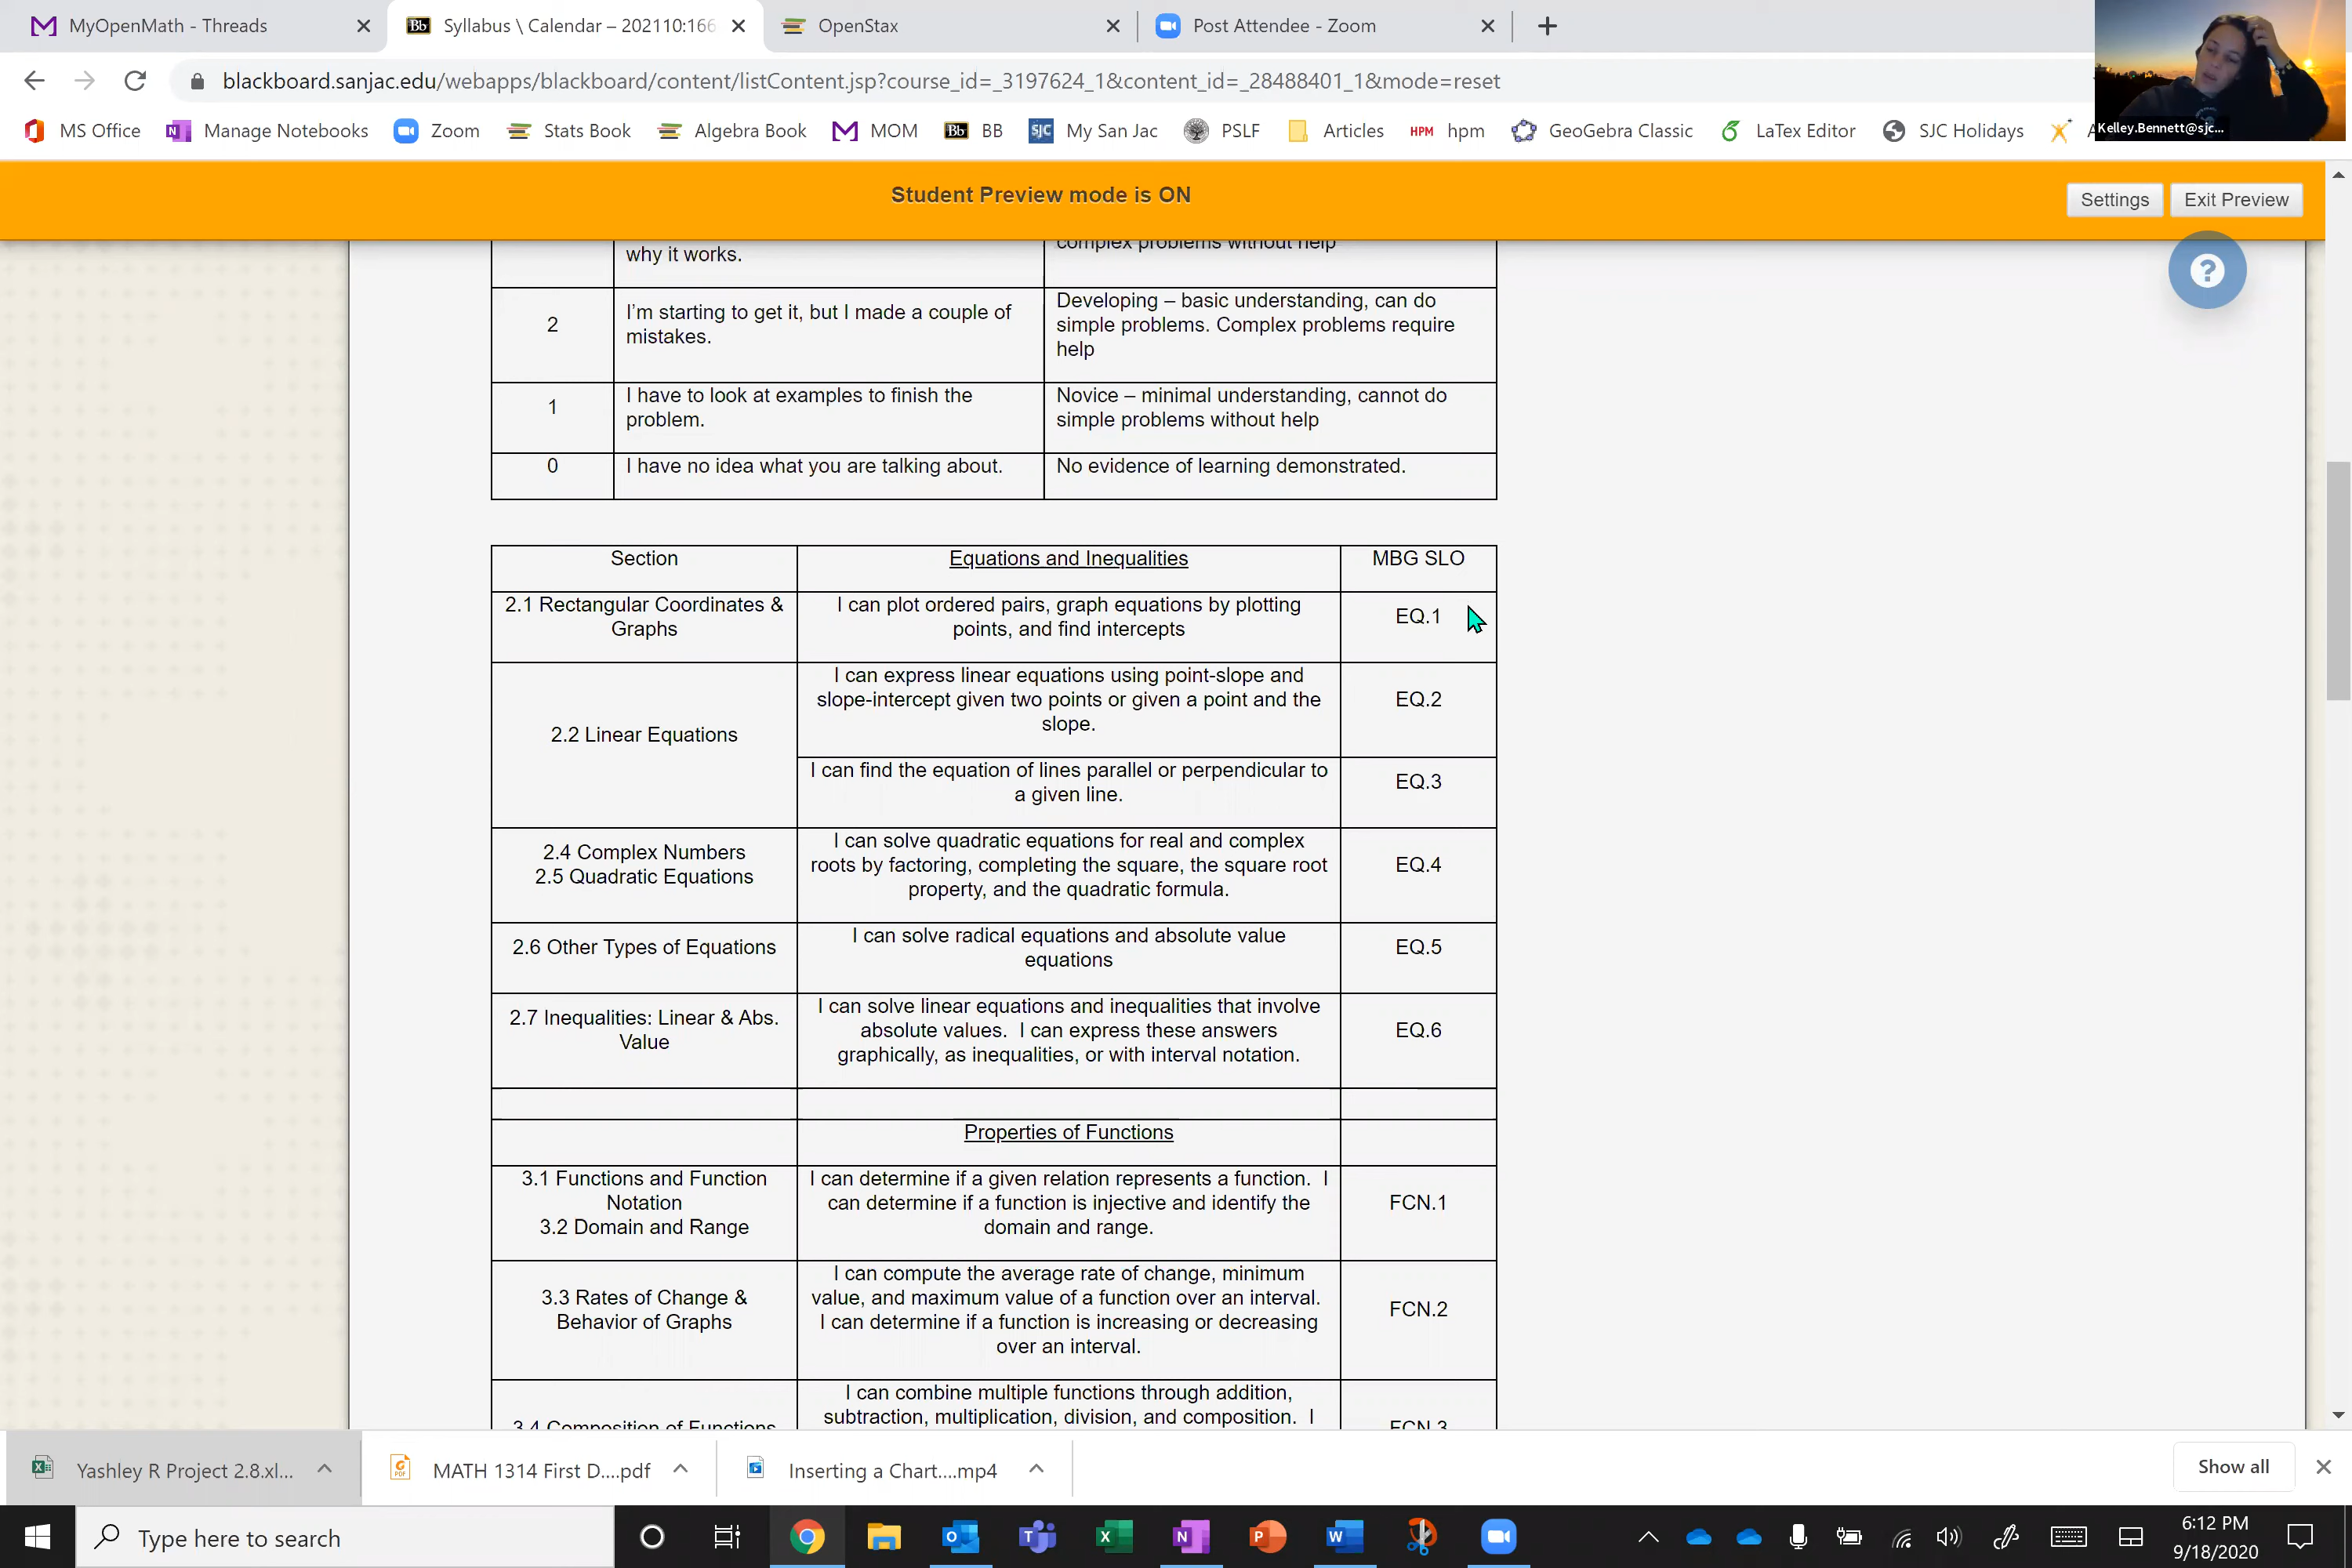 MyOpenMath - Threads
Syllabus \ Calendar – 202110:166
OpenStax
Post Attendee - Zoom
blackboard.sanjac.edu/webapps/blackboard/content/listContent.jsp?course_id=_3197624_1&content_id=_28488401_1&mode=reset
MS Office Manage Notebooks Zoom Stats Book Algebra Book MOM BB My San Jac PSLF Articles hpm GeoGebra Classic LaTex Editor SJC Holidays
Kelley.Bennett@sjc...
Student Preview mode is ON
Settings
Exit Preview
why it works.
complex problems without help
2
I'm starting to get it, but I made a couple of
mistakes.
Developing – basic understanding, can do
simple problems. Complex problems require
help
1
I have to look at examples to finish the
problem.
Novice – minimal understanding, cannot do
simple problems without help
0
I have no idea what you are talking about.
No evidence of learning demonstrated.
Section
Equations and Inequalities
MBG SLO
2.1 Rectangular Coordinates &
Graphs
I can plot ordered pairs, graph equations by plotting
points, and find intercepts
EQ.1
2.2 Linear Equations
I can express linear equations using point-slope and
slope-intercept given two points or given a point and the
slope.
EQ.2
I can find the equation of lines parallel or perpendicular to
a given line.
EQ.3
2.4 Complex Numbers
2.5 Quadratic Equations
I can solve quadratic equations for real and complex
roots by factoring, completing the square, the square root
property, and the quadratic formula.
EQ.4
2.6 Other Types of Equations
I can solve radical equations and absolute value
equations
EQ.5
2.7 Inequalities: Linear & Abs.
Value
I can solve linear equations and inequalities that involve
absolute values. I can express these answers
graphically, as inequalities, or with interval notation.
EQ.6
Properties of Functions
3.1 Functions and Function
Notation
3.2 Domain and Range
I can determine if a given relation represents a function. I
can determine if a function is injective and identify the
domain and range.
FCN.1
3.3 Rates of Change &
Behavior of Graphs
I can compute the average rate of change, minimum
value, and maximum value of a function over an interval.
I can determine if a function is increasing or decreasing
over an interval.
FCN.2
3.4 Composition of Functions
I can combine multiple functions through addition,
subtraction, multiplication, division, and composition. I
FCN.3
Yashley R Project 2.8.xl...
MATH 1314 First D....pdf
Inserting a Chart....mp4
Show all
Type here to search
6:12 PM
9/18/2020